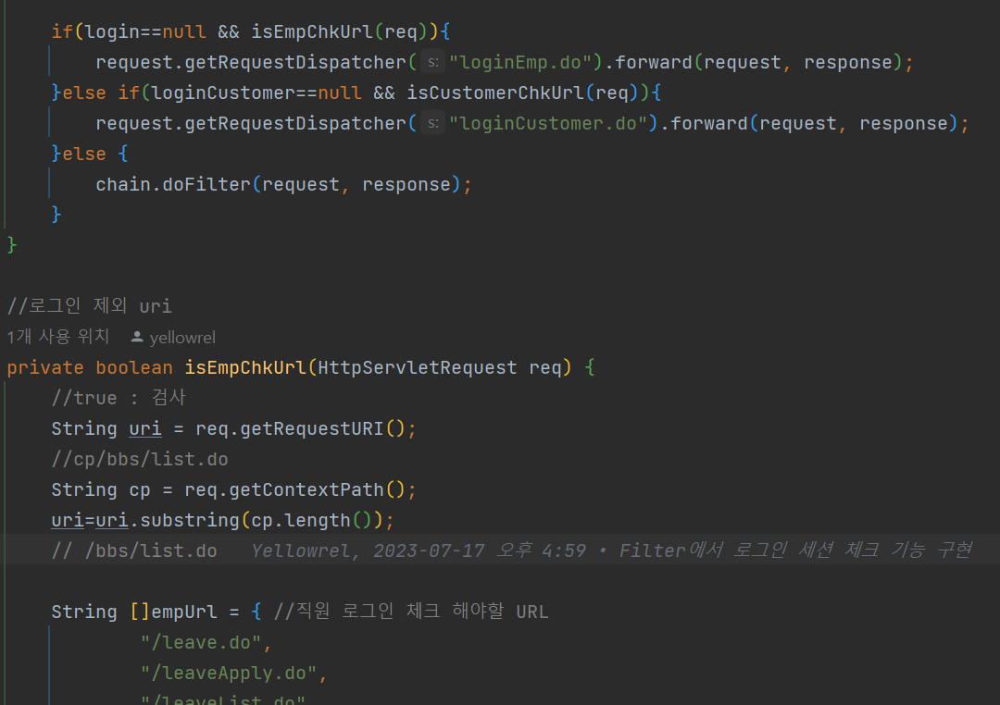 if(login==null && isEmpChkUrl(req)){
request.getRequestDispatcher( s: "loginEmp.do").forward(request, response);
}else if(loginCustomer==null && isCustomerChkUrl(req)){
request.getRequestDispatcher( s: "loginCustomer.do").forward(request, response);
}else {
chain.doFilter(request, response);
}
}
//로그인 제외 uri
1개 사용 위치 yellowrel
private boolean isEmpChkUrl(HttpServletRequest req) {
//true : 검사
String uri = req.getRequestURI();
//cp/bbs/list.do
String cp = req.getContextPath();
uri=uri.substring(cp.length());
// /bbs/list.do Yellowrel, 2023-07-17 오후 4:59 • Filter에서 로그인 세션 체크 기능 구현
String []empUrl = { //직원 로그인 체크 해야할 URL
"/leave.do",
"/leaveApply.do",
"/leaveList.do"